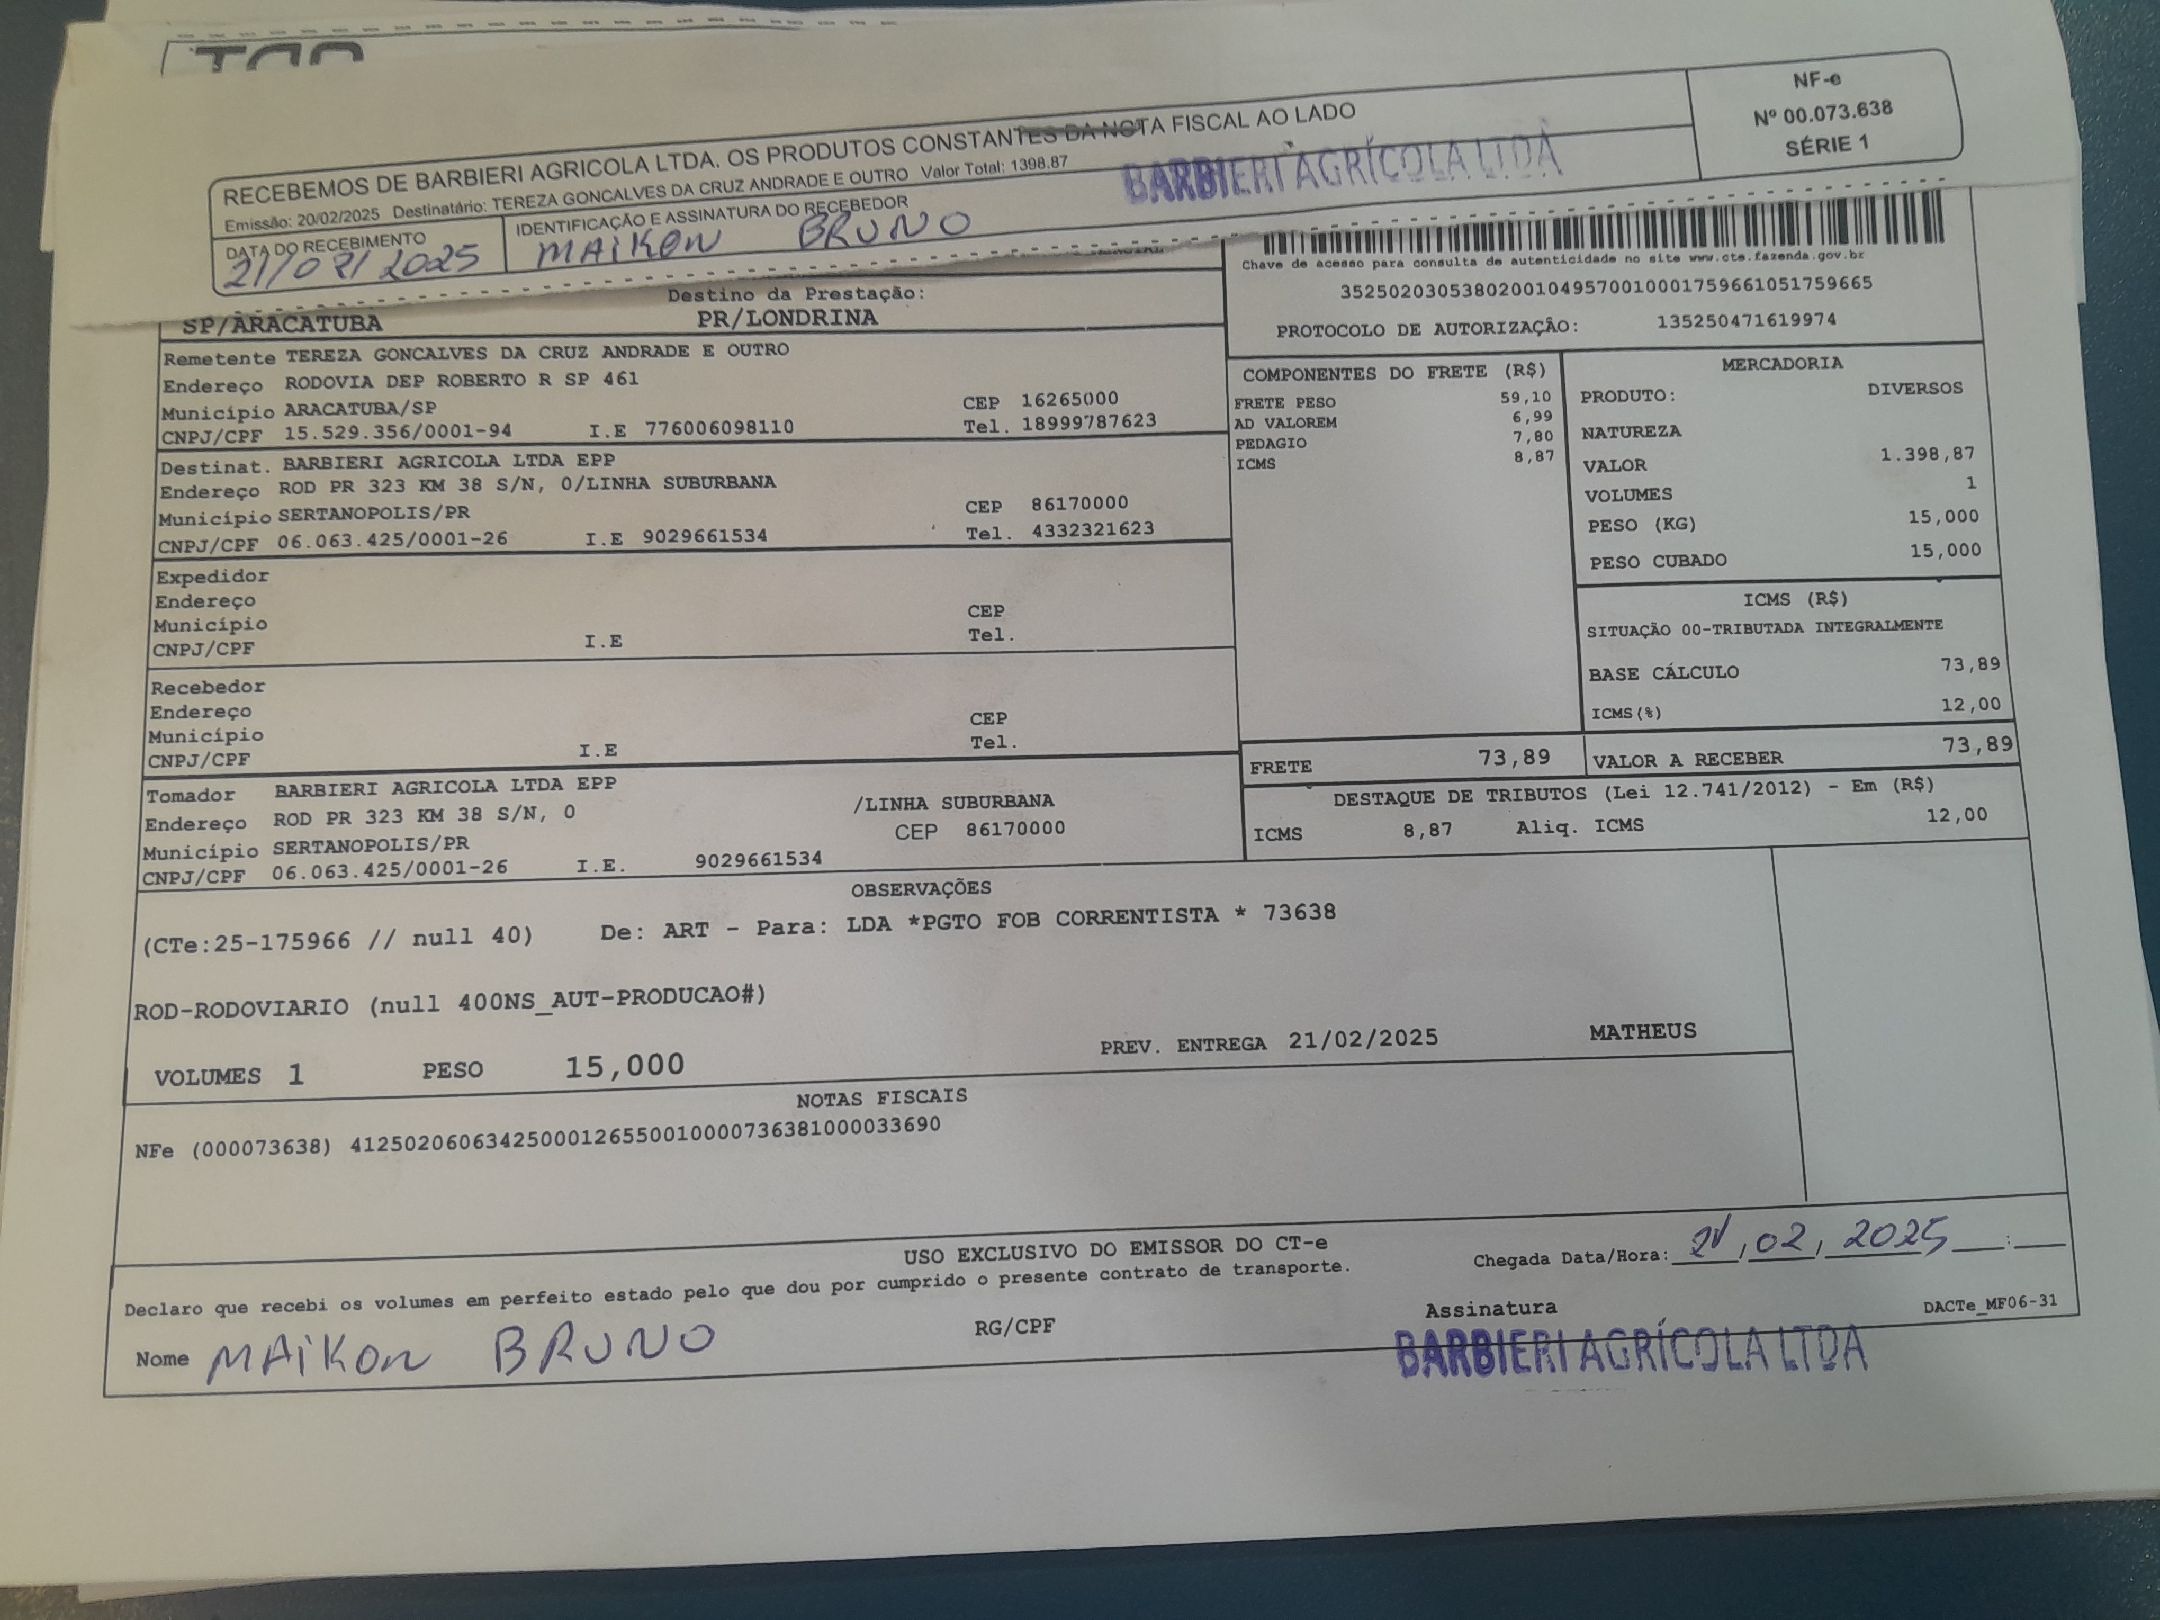 RECEBEMOS DE BARBIERI AGRICOLA LTDA. OS PRODUTOS CONSTANTES DA NOTA FISCAL AO LADO
Emissão: 20/02/2025 Destinatário: TEREZA GONCALVES DA CRUZ ANDRADE E OUTRO Valor Total: 1398.87
BARBIERI AGRÍCOLA LTDA
NF-e
Nº 00.073.638
SÉRIE 1
DATA DO RECEBIMENTO
21/02/2025
IDENTIFICAÇÃO E ASSINATURA DO RECEBEDOR
MAIKON BRUNO
Chave de acesso para consulta de autenticidade no site www.cte.fazenda.gov.br
35250203053802001049570010001759661051759665
PROTOCOLO DE AUTORIZAÇÃO: 135250471619974
Destino da Prestação:
SP/ARACATUBA PR/LONDRINA
Remetente TEREZA GONCALVES DA CRUZ ANDRADE E OUTRO
Endereço RODOVIA DEP ROBERTO R SP 461
Município ARACATUBA/SP CEP 16265000
CNPJ/CPF 15.529.356/0001-94 I.E 776006098110 Tel. 18999787623
Destinat. BARBIERI AGRICOLA LTDA EPP
Endereço ROD PR 323 KM 38 S/N, 0/LINHA SUBURBANA
Município SERTANOPOLIS/PR CEP 86170000
CNPJ/CPF 06.063.425/0001-26 I.E 9029661534 Tel. 4332321623
Expedidor
Endereço
Município CEP
CNPJ/CPF I.E Tel.
Recebedor
Endereço
Município CEP
CNPJ/CPF I.E Tel.
Tomador BARBIERI AGRICOLA LTDA EPP
Endereço ROD PR 323 KM 38 S/N, 0 /LINHA SUBURBANA
Município SERTANOPOLIS/PR CEP 86170000
CNPJ/CPF 06.063.425/0001-26 I.E. 9029661534
COMPONENTES DO FRETE (R$)
FRETE PESO 59,10
AD VALOREM 6,99
PEDAGIO 7,80
ICMS 8,87
MERCADORIA
PRODUTO: DIVERSOS
NATUREZA
VALOR 1.398,87
VOLUMES 1
PESO (KG) 15,000
PESO CUBADO 15,000
ICMS (R$)
SITUAÇÃO 00-TRIBUTADA INTEGRALMENTE
BASE CÁLCULO 73,89
ICMS(%) 12,00
FRETE 73,89 VALOR A RECEBER 73,89
DESTAQUE DE TRIBUTOS (Lei 12.741/2012) - Em (R$)
ICMS 8,87 Aliq. ICMS 12,00
OBSERVAÇÕES
(CTe:25-175966 // null 40) De: ART - Para: LDA *PGTO FOB CORRENTISTA * 73638
ROD-RODOVIARIO (null 400NS_AUT-PRODUCAO#)
VOLUMES 1 PESO 15,000 PREV. ENTREGA 21/02/2025 MATHEUS
NOTAS FISCAIS
NFe (000073638) 41250206063425000126550010000736381000033690
USO EXCLUSIVO DO EMISSOR DO CT-e
Declaro que recebi os volumes em perfeito estado pelo que dou por cumprido o presente contrato de transporte.
Chegada Data/Hora: 21/02/2025 __:__
Nome MAIKON BRUNO RG/CPF Assinatura
BARBIERI AGRÍCOLA LTDA
DACTe_MF06-31